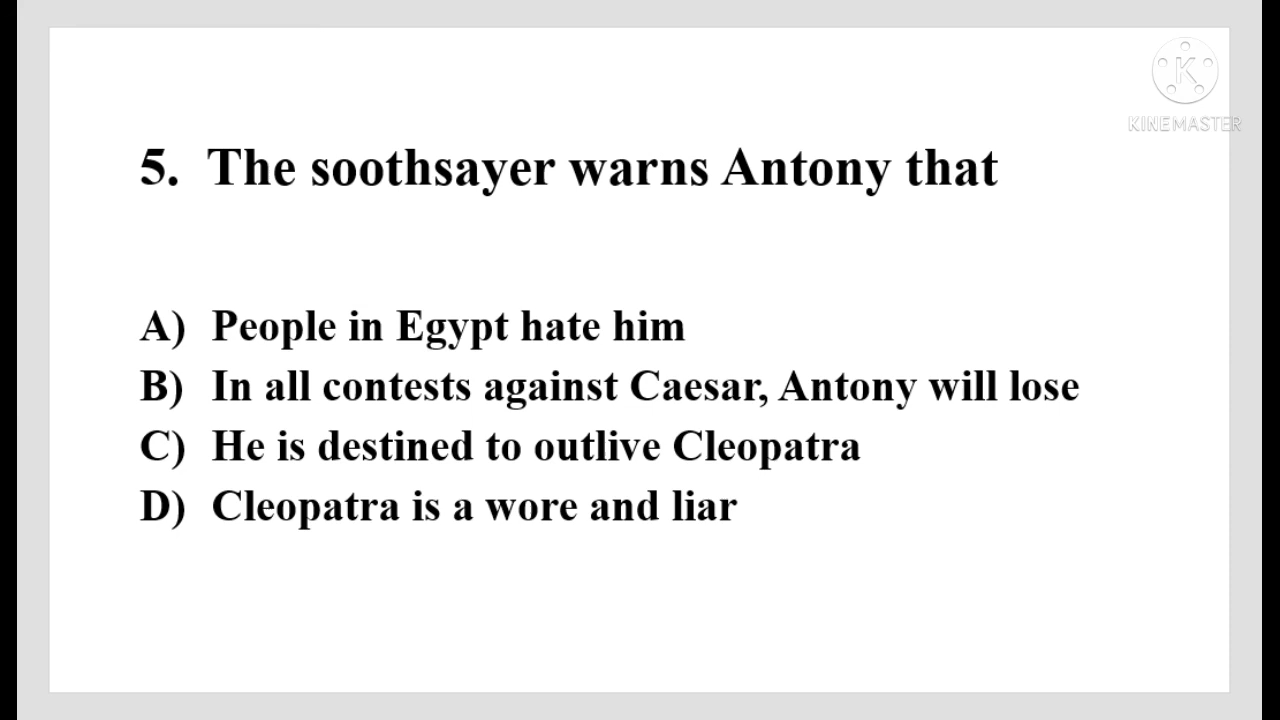 K
KINEMASTER
5. The soothsayer warns Antony that
A) People in Egypt hate him
B) In all contests against Caesar, Antony will lose
C) He is destined to outlive Cleopatra
D) Cleopatra is a wore and liar